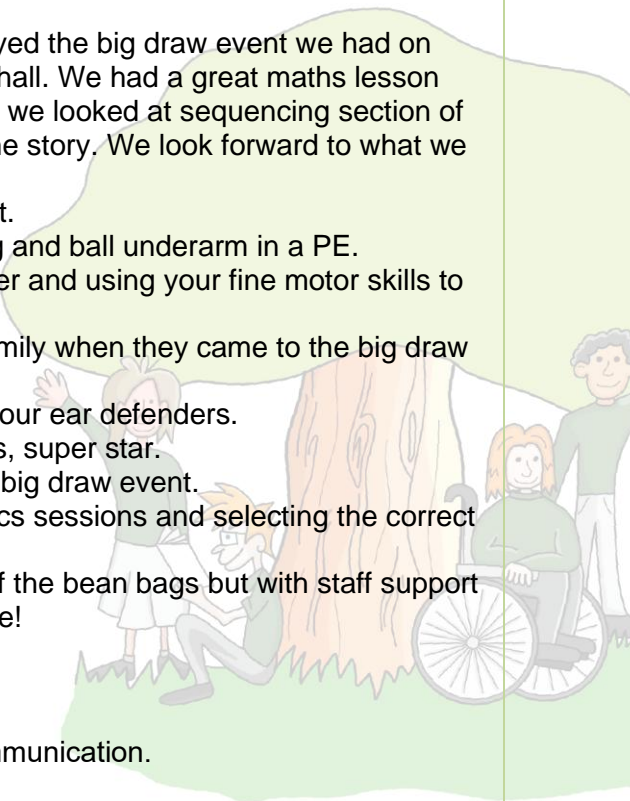 yed the big draw event we had on
hall. We had a great maths lesson
we looked at sequencing section of
e story. We look forward to what we
t.
g and ball underarm in a PE.
er and using your fine motor skills to
mily when they came to the big draw
our ear defenders.
s, super star.
big draw event.
cs sessions and selecting the correct
f the bean bags but with staff support
e!
mmunication.